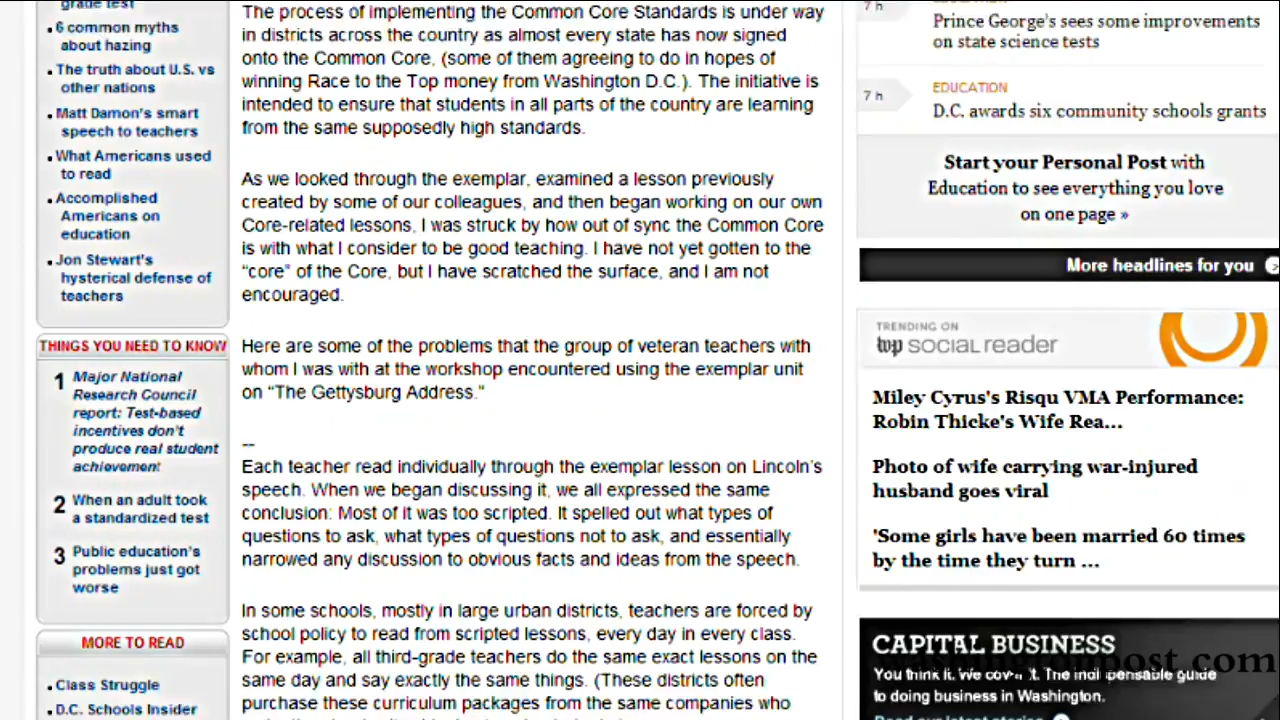 grade test
6 common myths
about hazing
The truth about U.S. vs
other nations
Matt Damon's smart
speech to teachers
What Americans used
to read
Accomplished
Americans on
education
Jon Stewart's
hysterical defense of
teachers
THINGS YOU NEED TO KNOW
1 Major National
Research Council
report: Test-based
incentives don't
produce real student
achievement
2 When an adult took
a standardized test
3 Public education's
problems just got
worse
MORE TO READ
Class Struggle
D.C. Schools Insider
The process of implementing the Common Core Standards is under way
in districts across the country as almost every state has now signed
onto the Common Core, (some of them agreeing to do in hopes of
winning Race to the Top money from Washington D.C.). The initiative is
intended to ensure that students in all parts of the country are learning
from the same supposedly high standards.
As we looked through the exemplar, examined a lesson previously
created by some of our colleagues, and then began working on our own
Core-related lessons, I was struck by how out of sync the Common Core
is with what I consider to be good teaching. I have not yet gotten to the
“core” of the Core, but I have scratched the surface, and I am not
encouraged.
Here are some of the problems that the group of veteran teachers with
whom I was with at the workshop encountered using the exemplar unit
on “The Gettysburg Address.”
--
Each teacher read individually through the exemplar lesson on Lincoln’s
speech. When we began discussing it, we all expressed the same
conclusion: Most of it was too scripted. It spelled out what types of
questions to ask, what types of questions not to ask, and essentially
narrowed any discussion to obvious facts and ideas from the speech.
In some schools, mostly in large urban districts, teachers are forced by
school policy to read from scripted lessons, every day in every class.
For example, all third-grade teachers do the same exact lessons on the
same day and say exactly the same things. (These districts often
purchase these curriculum packages from the same companies who
7 h
Prince George's sees some improvements
on state science tests
7 h
EDUCATION
D.C. awards six community schools grants
Start your Personal Post with
Education to see everything you love
on one page »
More headlines for you
TRENDING ON
wp SOCIAL reader
Miley Cyrus's Risqu VMA Performance:
Robin Thicke's Wife Rea...
Photo of wife carrying war-injured
husband goes viral
'Some girls have been married 60 times
by the time they turn ...
CAPITAL BUSINESS
You think it. We cover it. The indispensable guide
to doing business in Washington.